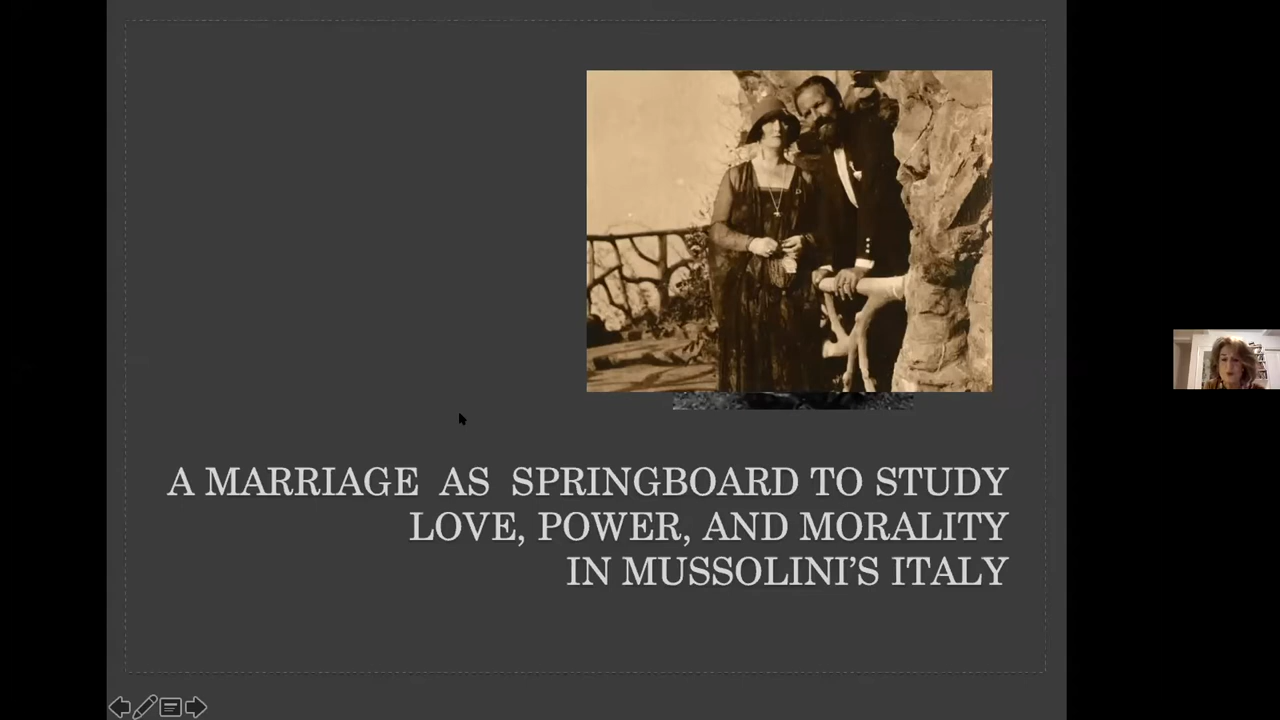 A MARRIAGE AS SPRINGBOARD TO STUDY
LOVE, POWER, AND MORALITY
IN MUSSOLINI’S ITALY